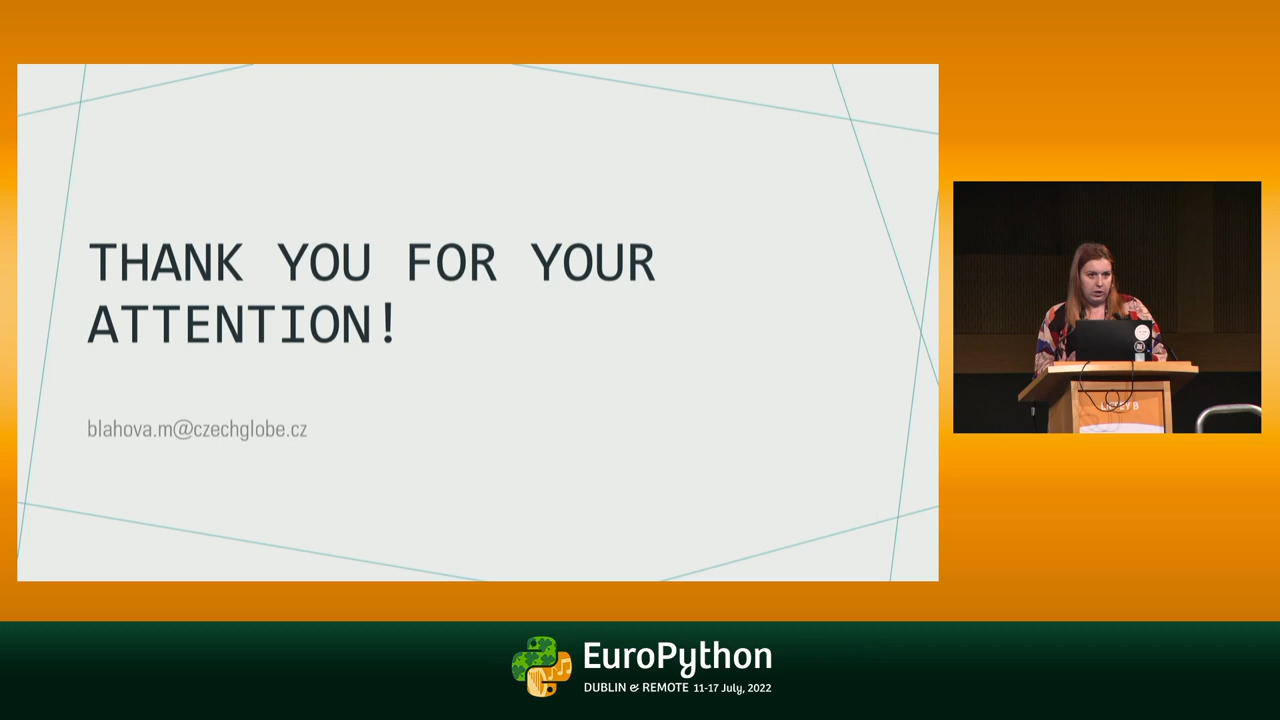 THANK YOU FOR YOUR
ATTENTION!
blahova.m@czechglobe.cz
EuroPython
DUBLIN & REMOTE 11-17 July, 2022